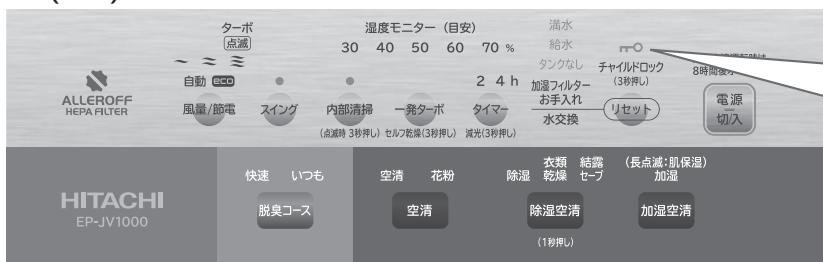 ターボ
点滅
湿度モニター（目安）
30 40 50 60 70 %
満水
給水
タンクなし
チャイルドロック
(3秒押し)
8時間後
自動 eco
2 4h
加湿フィルター
お手入れ
水交換
ALLEROFF
HEPA FILTER
風量/節電
スイング
内部清掃
一発ターボ
タイマー
リセット
電源
切/入
(点滅時 3秒押し)
セルフ乾燥(3秒押し)
減光(3秒押し)
HITACHI
EP-JV1000
快速 いつも
脱臭コース
空清 花粉
空清
除湿
衣類
乾燥
結露
セーブ
除湿空清
(1秒押し)
(長点滅:肌保湿)
加湿
加湿空清